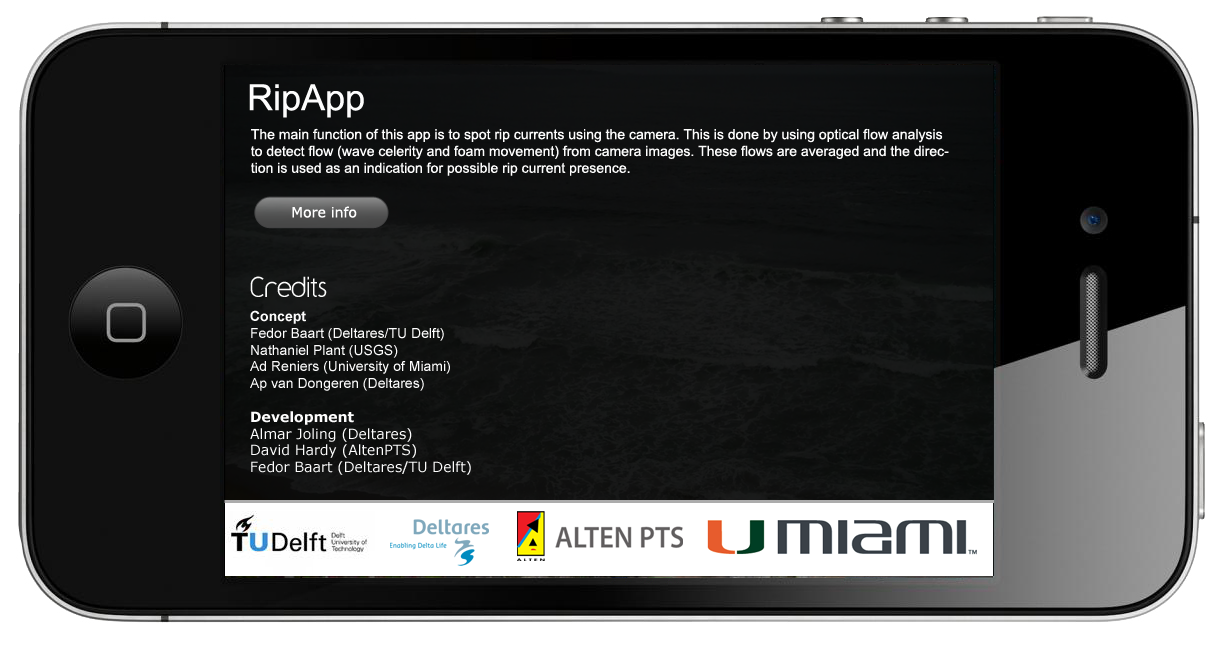 RipApp
The main function of this app is to spot rip currents using the camera. This is done by using optical flow analysis
to detect flow (wave celerity and foam movement) from camera images. These flows are averaged and the direc-
tion is used as an indication for possible rip current presence.
More info
Credits
Concept
Fedor Baart (Deltares/TU Delft)
Nathaniel Plant (USGS)
Ad Reniers (University of Miami)
Ap van Dongeren (Deltares)
Development
Almar Joling (Deltares)
David Hardy (AltenPTS)
Fedor Baart (Deltares/TU Delft)
TUDelft
Delft
University of
Technology
Deltares
Enabling Delta Life
ALTEN
ALTEN PTS
U MIAMI
TM